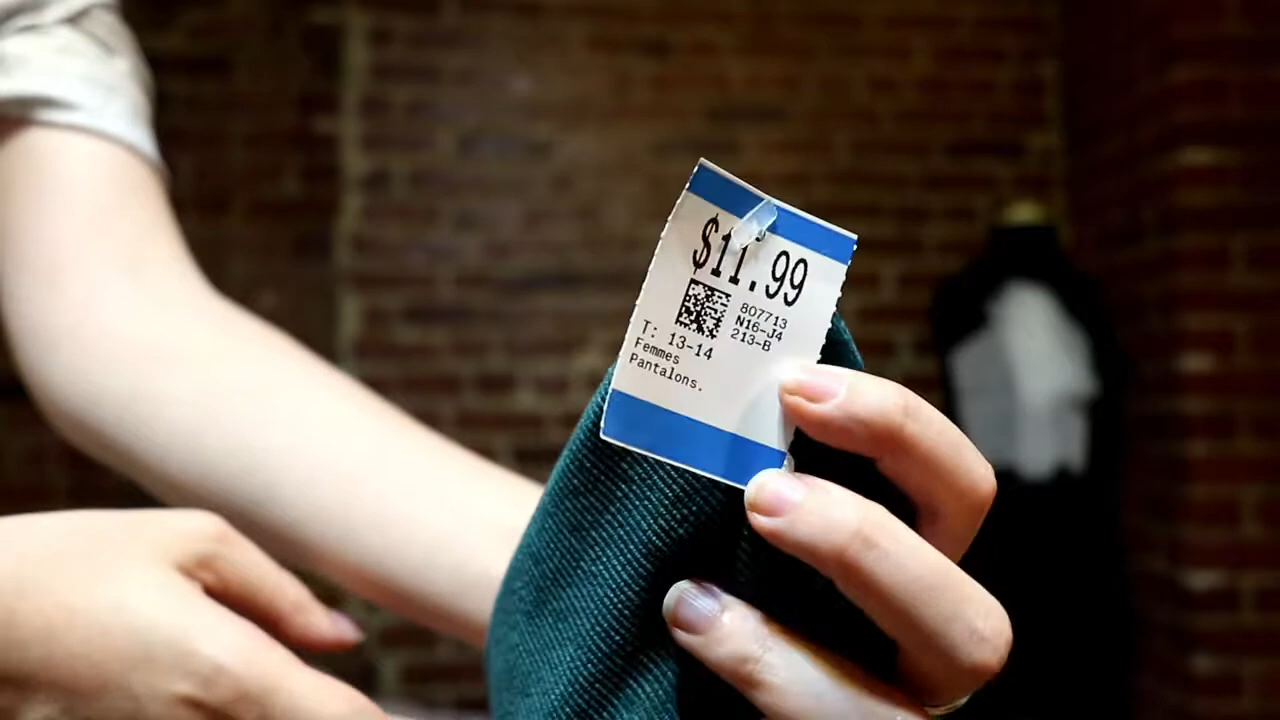 $11.99
807713
N16-J4
213-B
T: 13-14
Femmes
Pantalons.